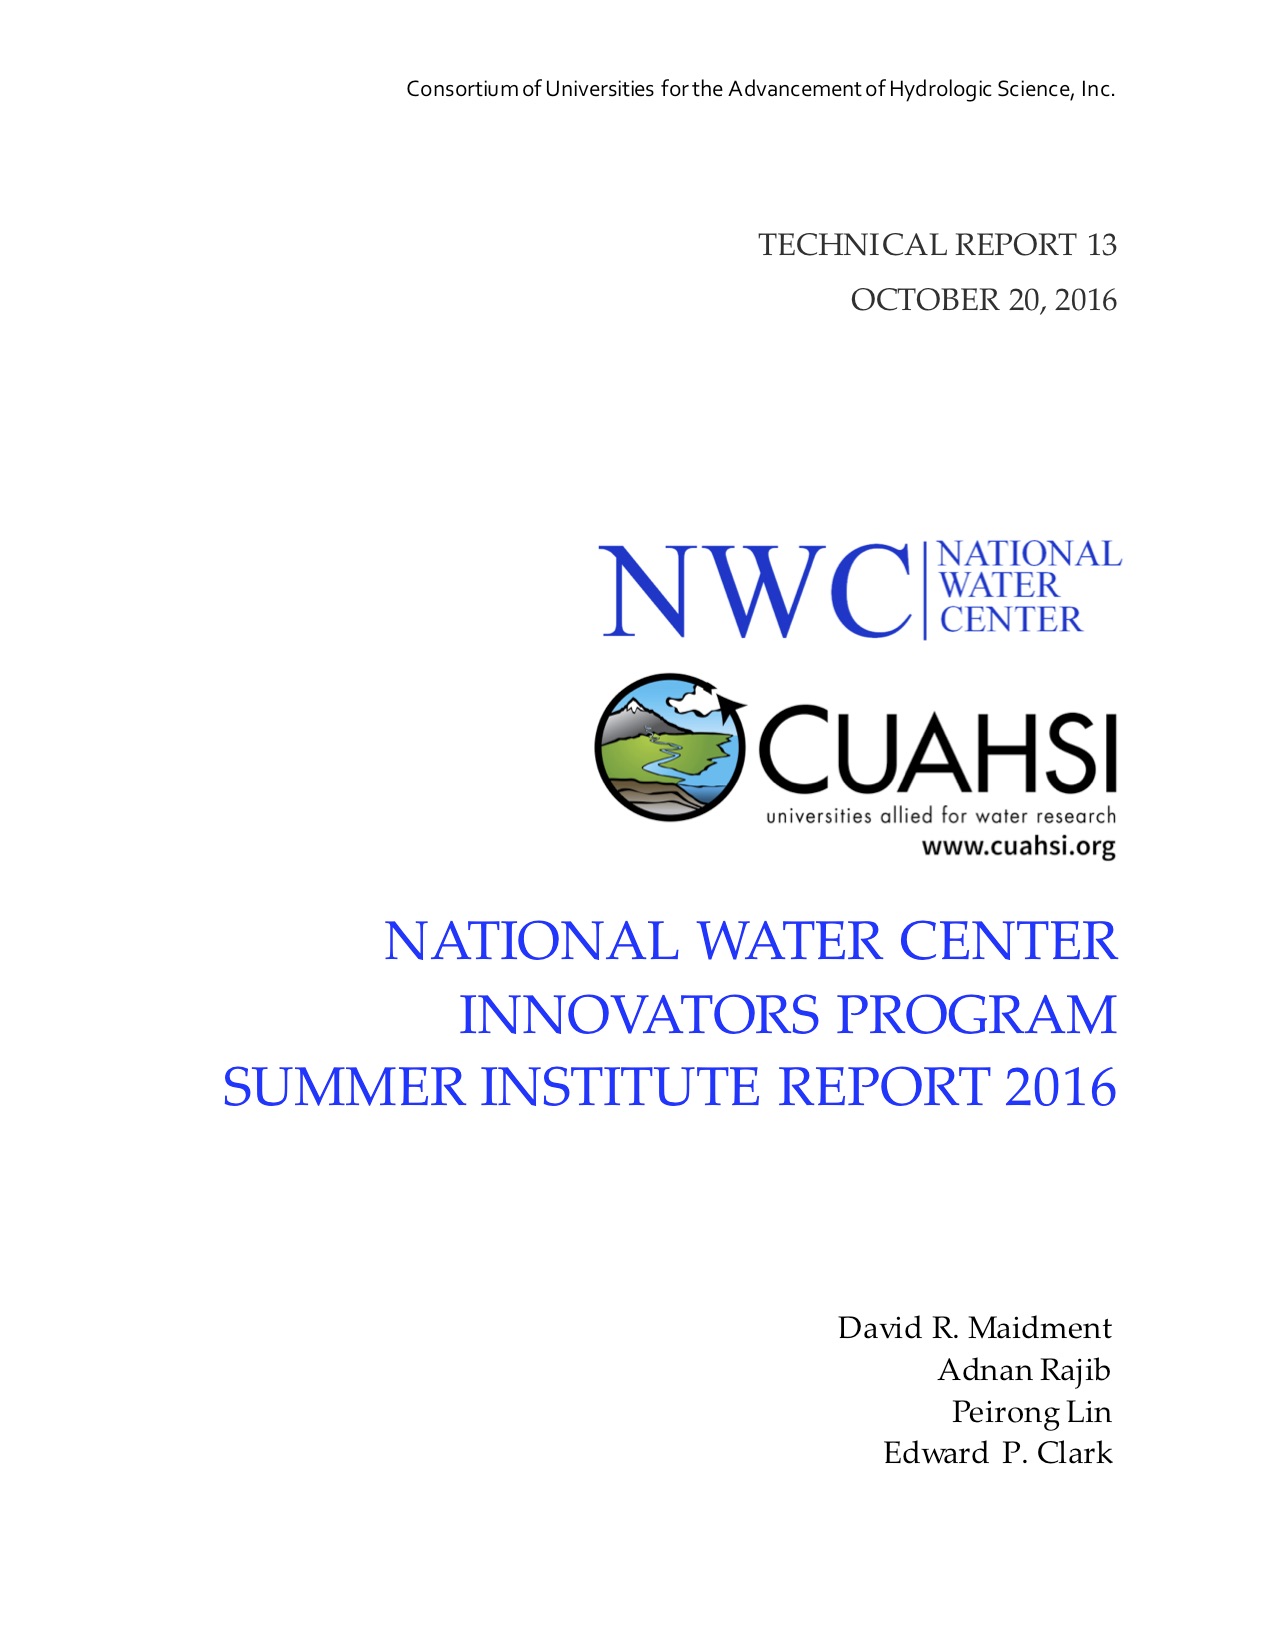 Consortium of Universities for the Advancement of Hydrologic Science, Inc.
TECHNICAL REPORT 13
OCTOBER 20, 2016
NWC
NATIONAL
WATER
CENTER
CUAHSI
universities allied for water research
www.cuahsi.org
NATIONAL WATER CENTER
INNOVATORS PROGRAM
SUMMER INSTITUTE REPORT 2016
David R. Maidment
Adnan Rajib
Peirong Lin
Edward P. Clark